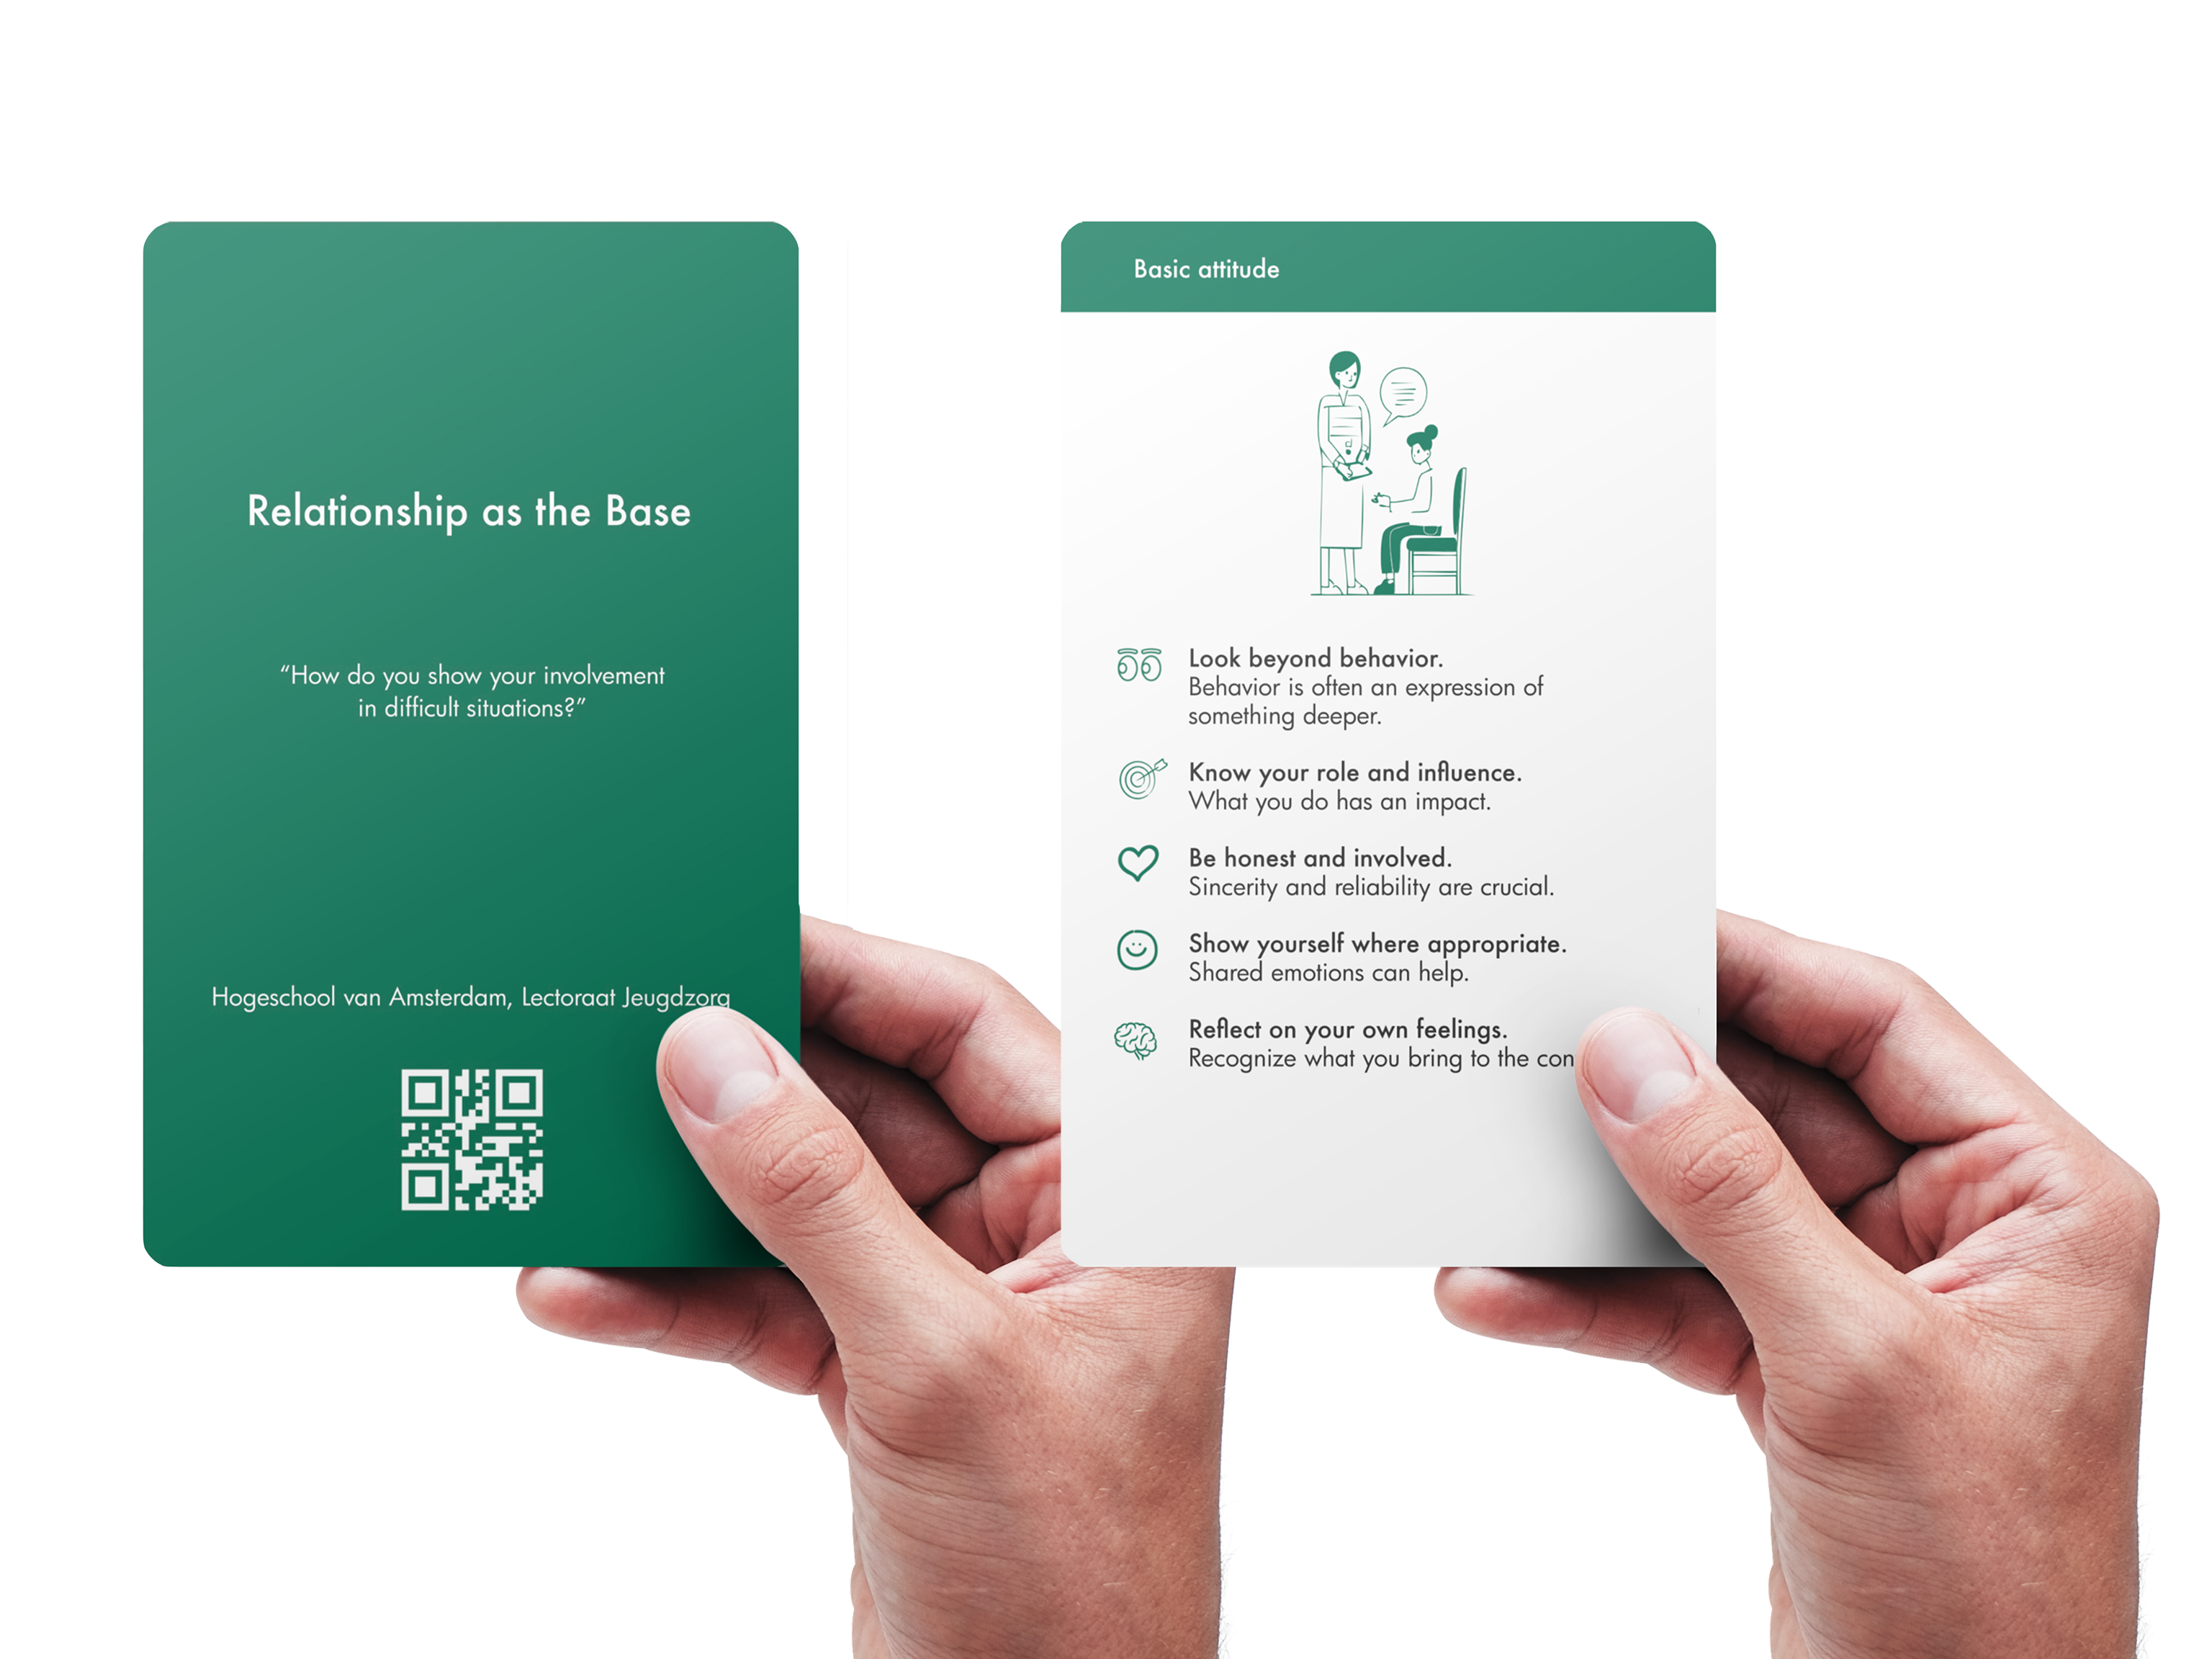 Relationship as the Base
“How do you show your involvement
in difficult situations?”
Hogeschool van Amsterdam, Lectoraat Jeugdzorg
Basic attitude
Look beyond behavior.
Behavior is often an expression of
something deeper.
Know your role and influence.
What you do has an impact.
Be honest and involved.
Sincerity and reliability are crucial.
Show yourself where appropriate.
Shared emotions can help.
Reflect on your own feelings.
Recognize what you bring to the